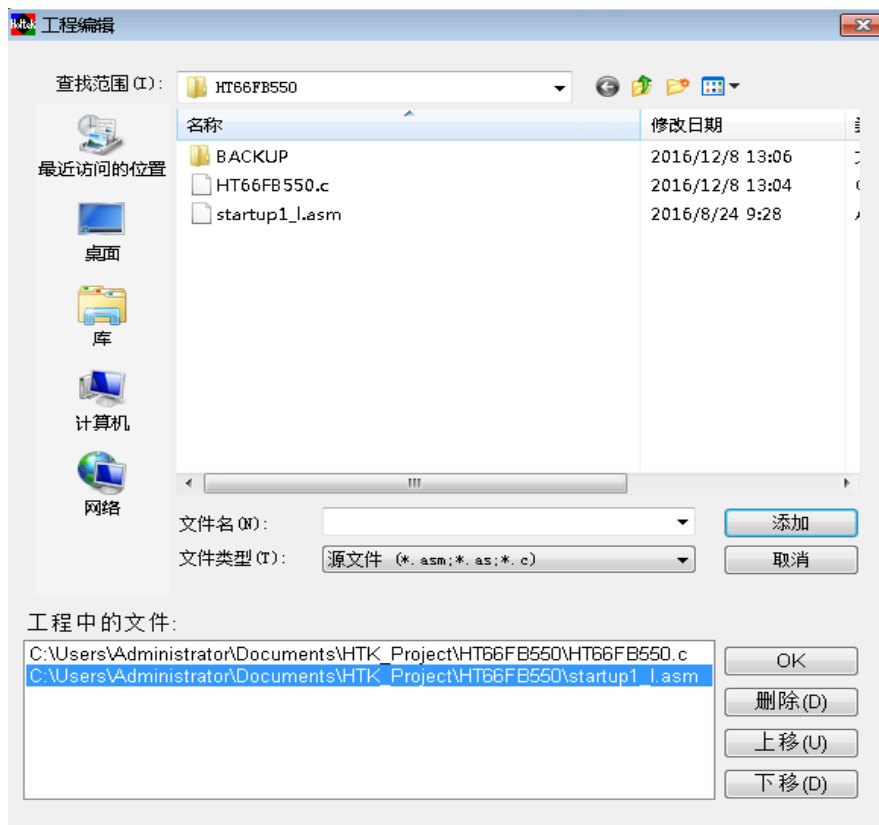 Holtek 工程编辑
查找范围(I): HT66FB550
名称 修改日期
BACKUP 2016/12/8 13:06
HT66FB550.c 2016/12/8 13:04
startup1_l.asm 2016/8/24 9:28
最近访问的位置
桌面
库
计算机
网络
文件名(N): 添加
文件类型(T): 源文件 (*.asm;*.as;*.c) 取消
工程中的文件:
C:\Users\Administrator\Documents\HTK_Project\HT66FB550\HT66FB550.c
C:\Users\Administrator\Documents\HTK_Project\HT66FB550\startup1_l.asm
OK
删除(D)
上移(U)
下移(D)